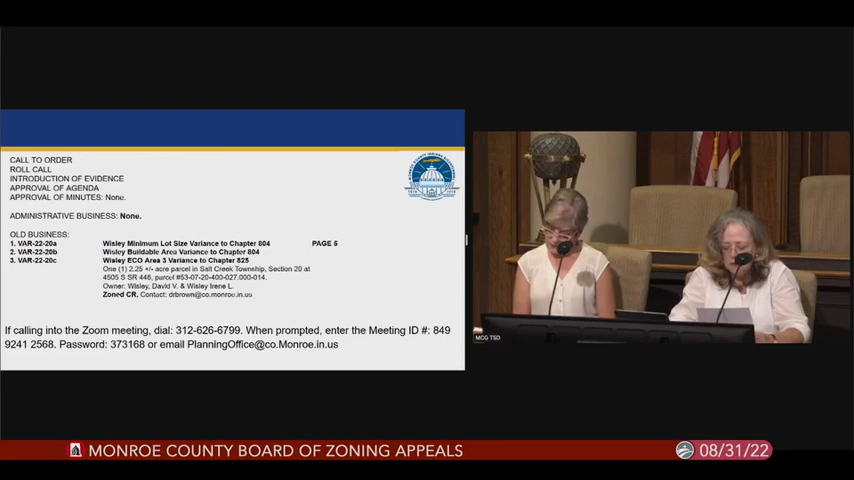 CALL TO ORDER
ROLL CALL
INTRODUCTION OF EVIDENCE
APPROVAL OF AGENDA
APPROVAL OF MINUTES: None.
ADMINISTRATIVE BUSINESS: None.
OLD BUSINESS:
1. VAR-22-20a Wisley Minimum Lot Size Variance to Chapter 804 PAGE 5
2. VAR-22-20b Wisley Buildable Area Variance to Chapter 804
3. VAR-22-20c Wisley ECO Area 3 Variance to Chapter 825
One (1) 2.25 +/- acre parcel in Salt Creek Township, Section 20 at
4505 S SR 446, parcel #53-07-20-400-027.000-014.
Owner: Wisley, David V. & Wisley Irene L.
Zoned CR. Contact: drbrown@co.monroe.in.us
If calling into the Zoom meeting, dial: 312-626-6799. When prompted, enter the Meeting ID #: 849
9241 2568. Password: 373168 or email PlanningOffice@co.Monroe.in.us
MCG TSD
MONROE COUNTY BOARD OF ZONING APPEALS
08/31/22